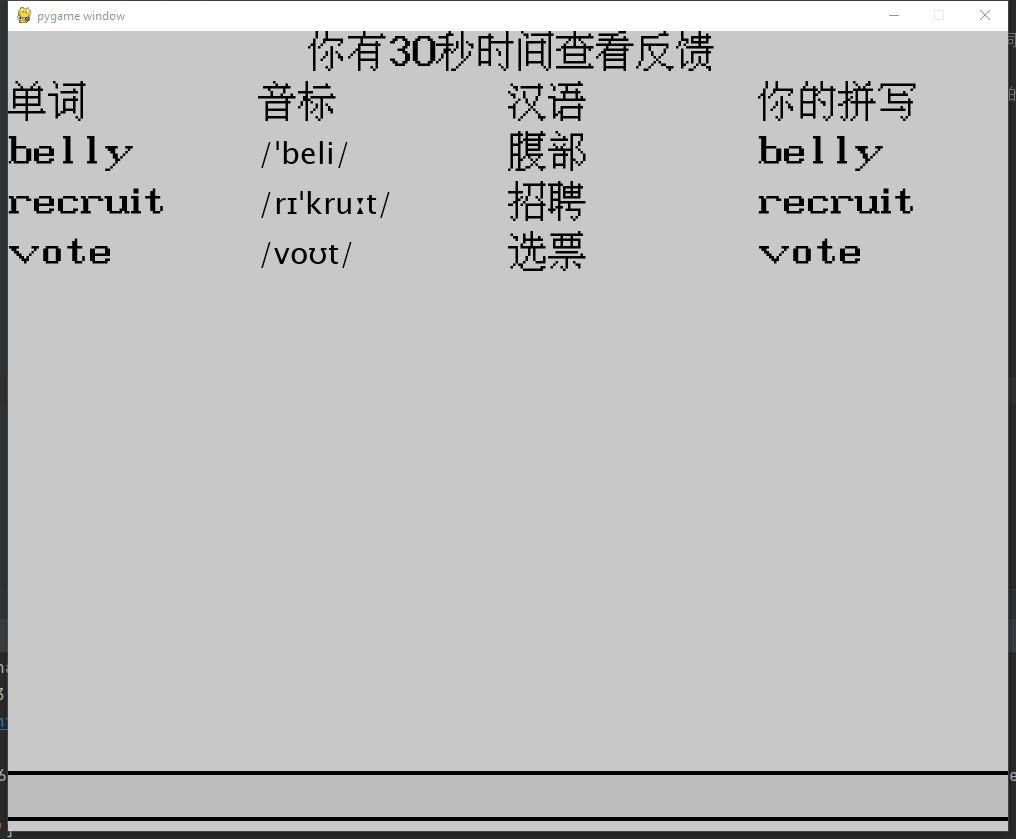 pygame window
你有30秒时间查看反馈
单词 音标 汉语 你的拼写
belly /ˈbeli/ 腹部 belly
recruit /rɪˈkruːt/ 招聘 recruit
vote /voʊt/ 选票 vote